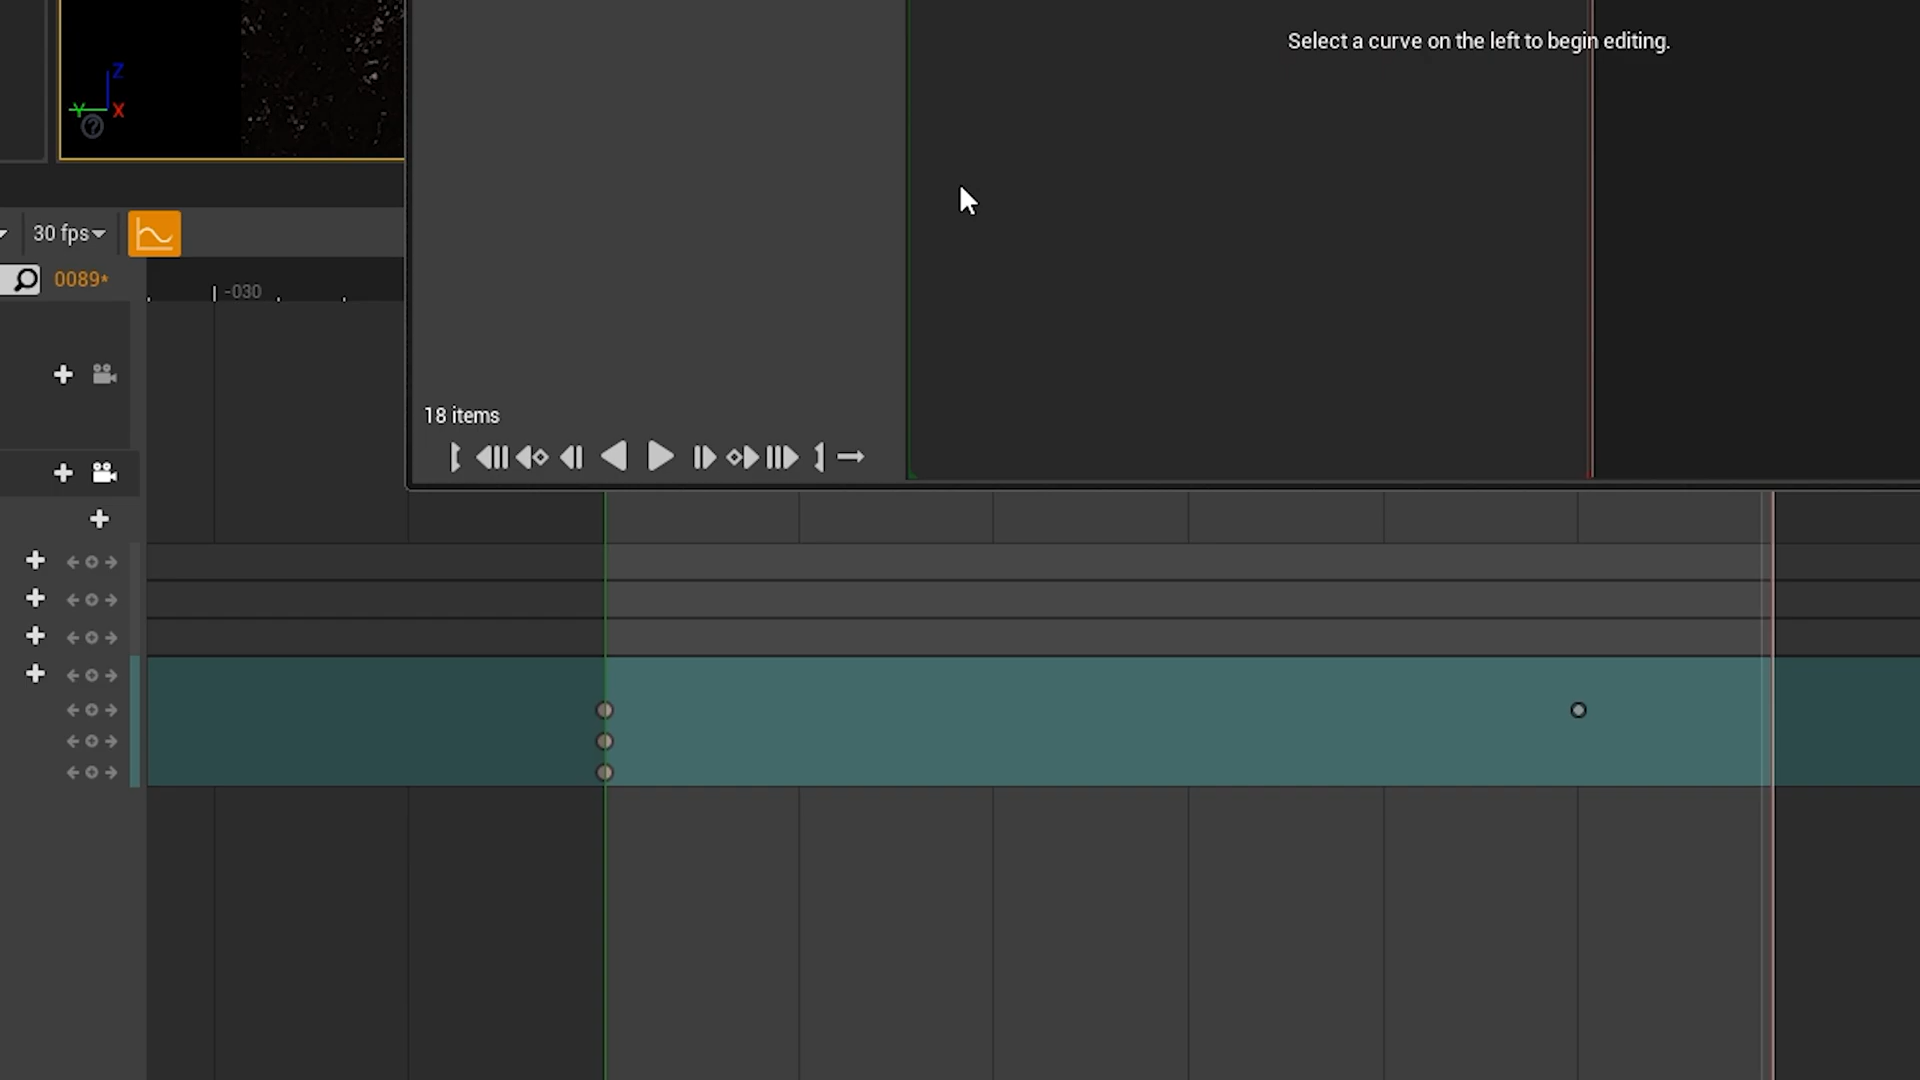 Select a curve on the left to begin editing.
Z
Y X
?
30 fps
0089*
-030
18 items